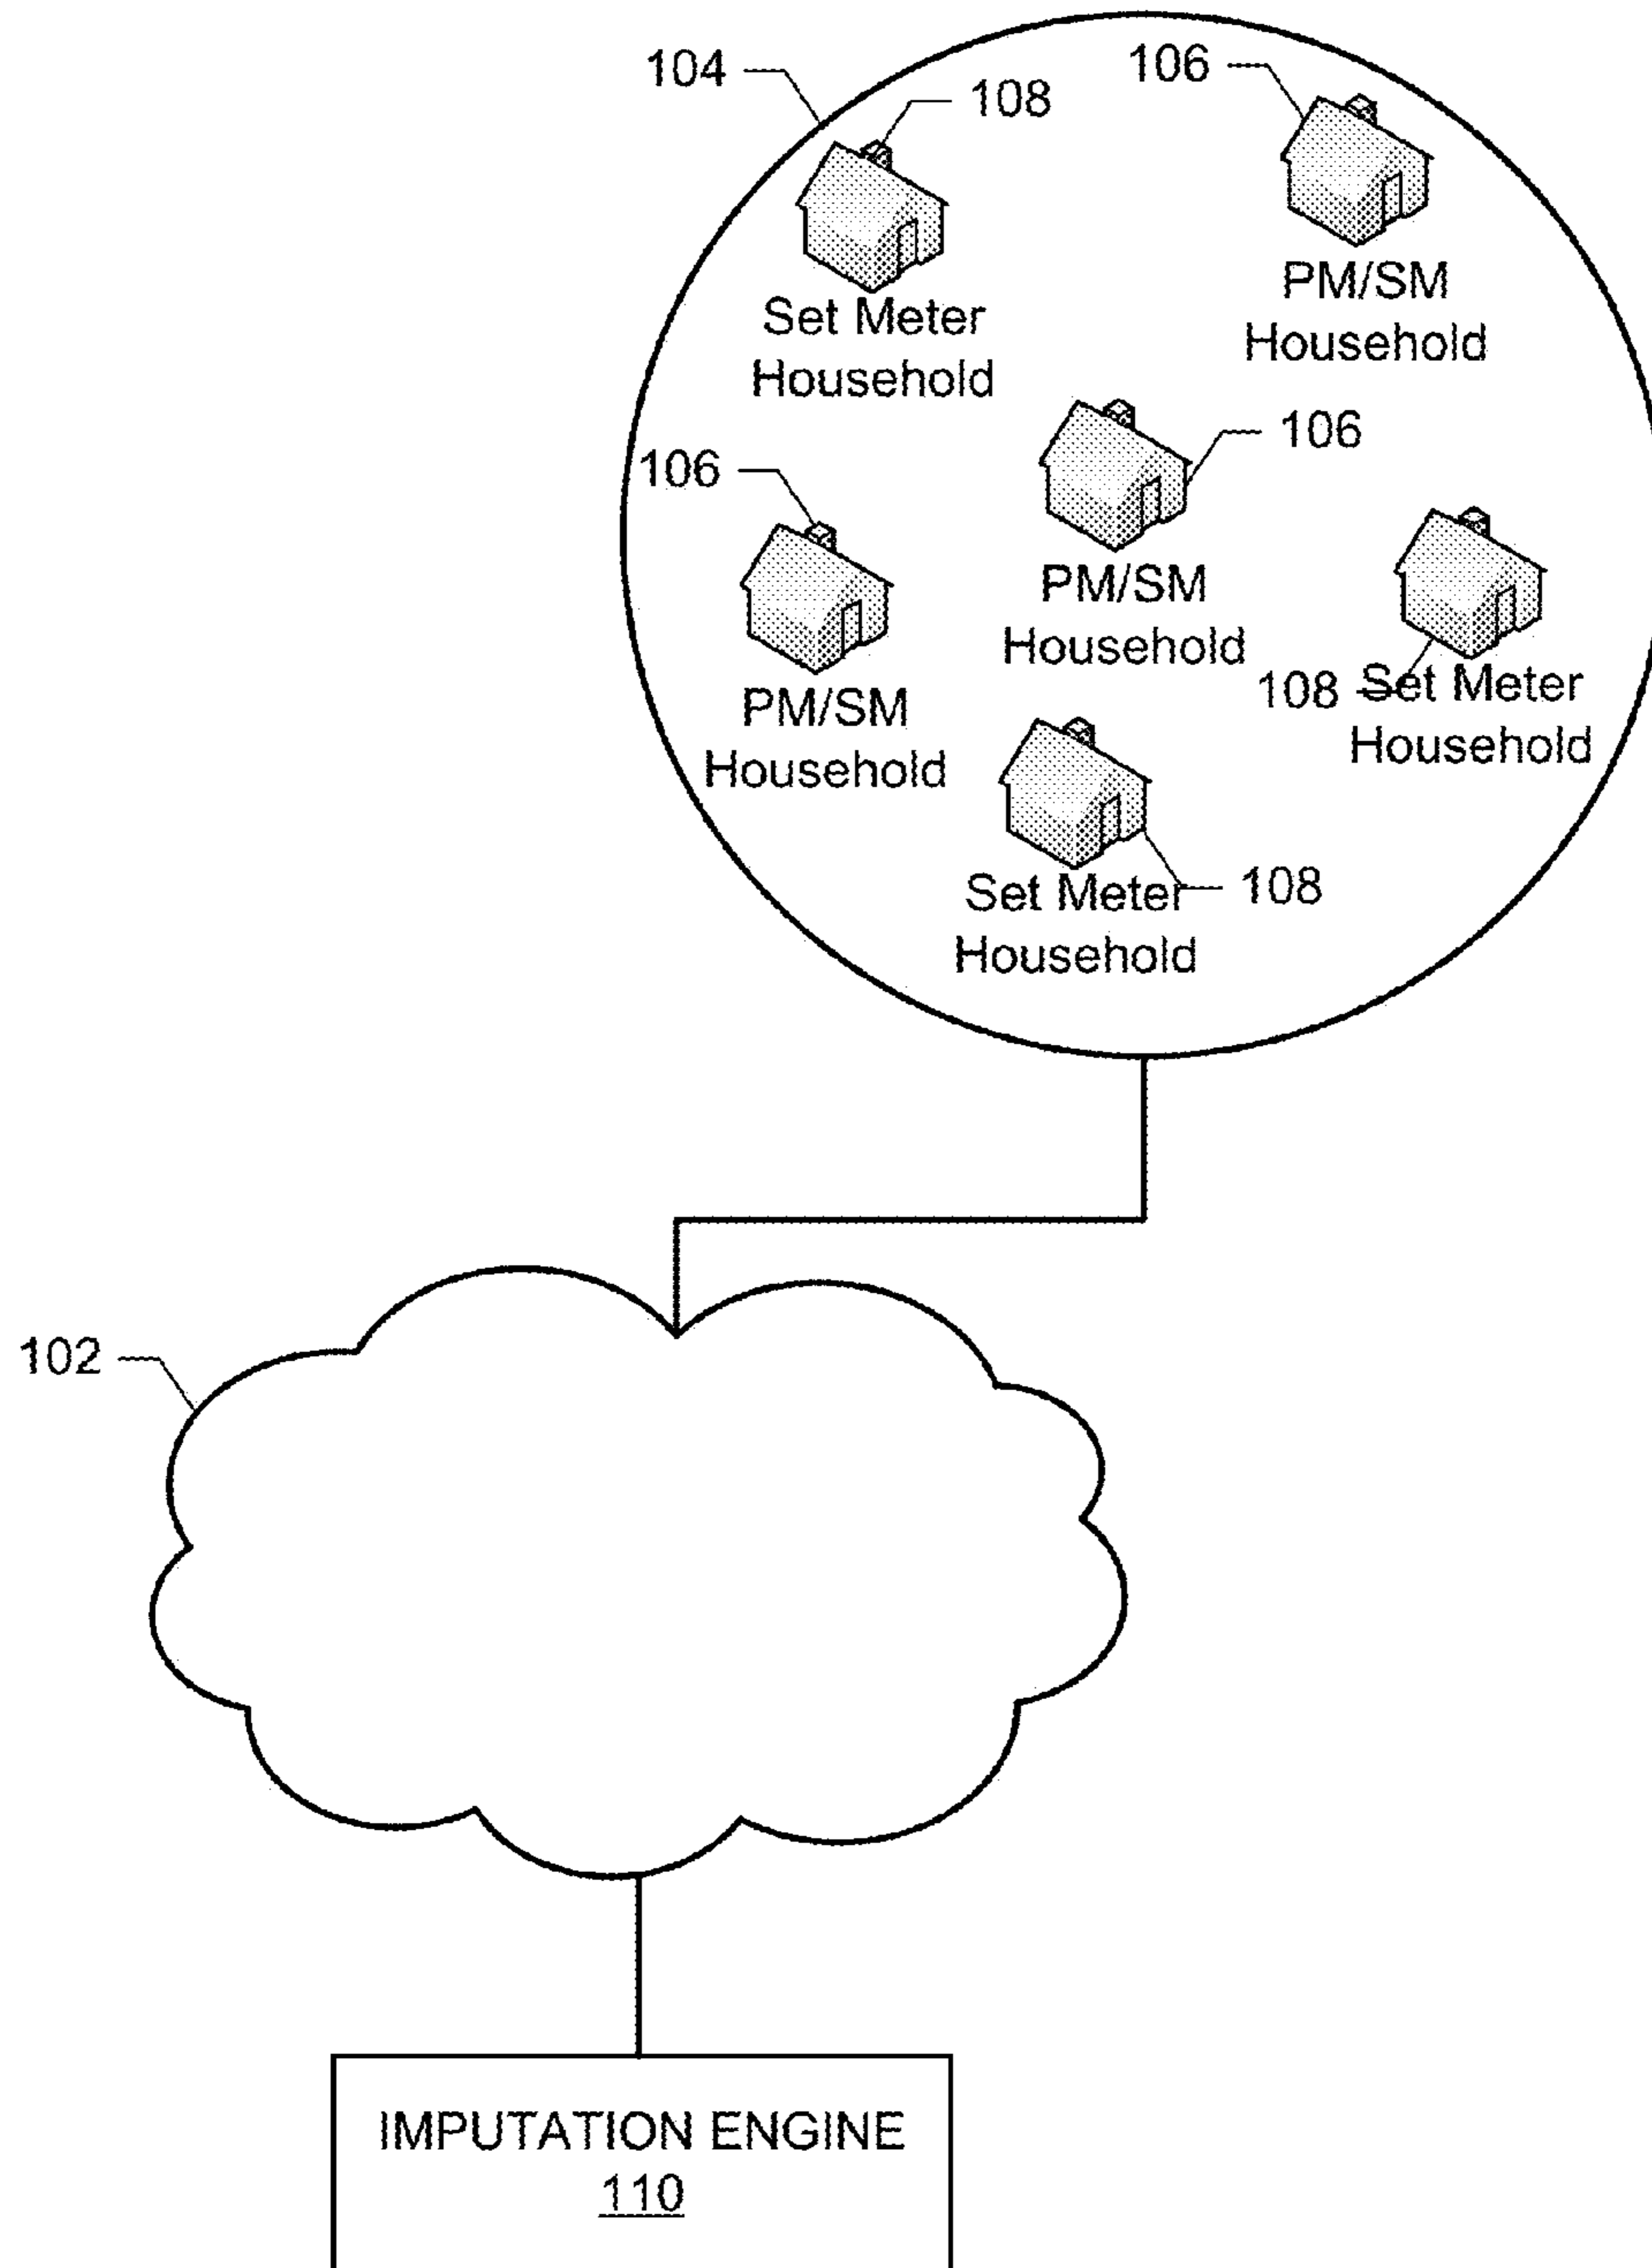 104
108
106
Set Meter
Household
PM/SM
Household
106
106
PM/SM
Household
PM/SM
Household
108
Set Meter
Household
Set Meter
Household
108
102
IMPUTATION ENGINE
110